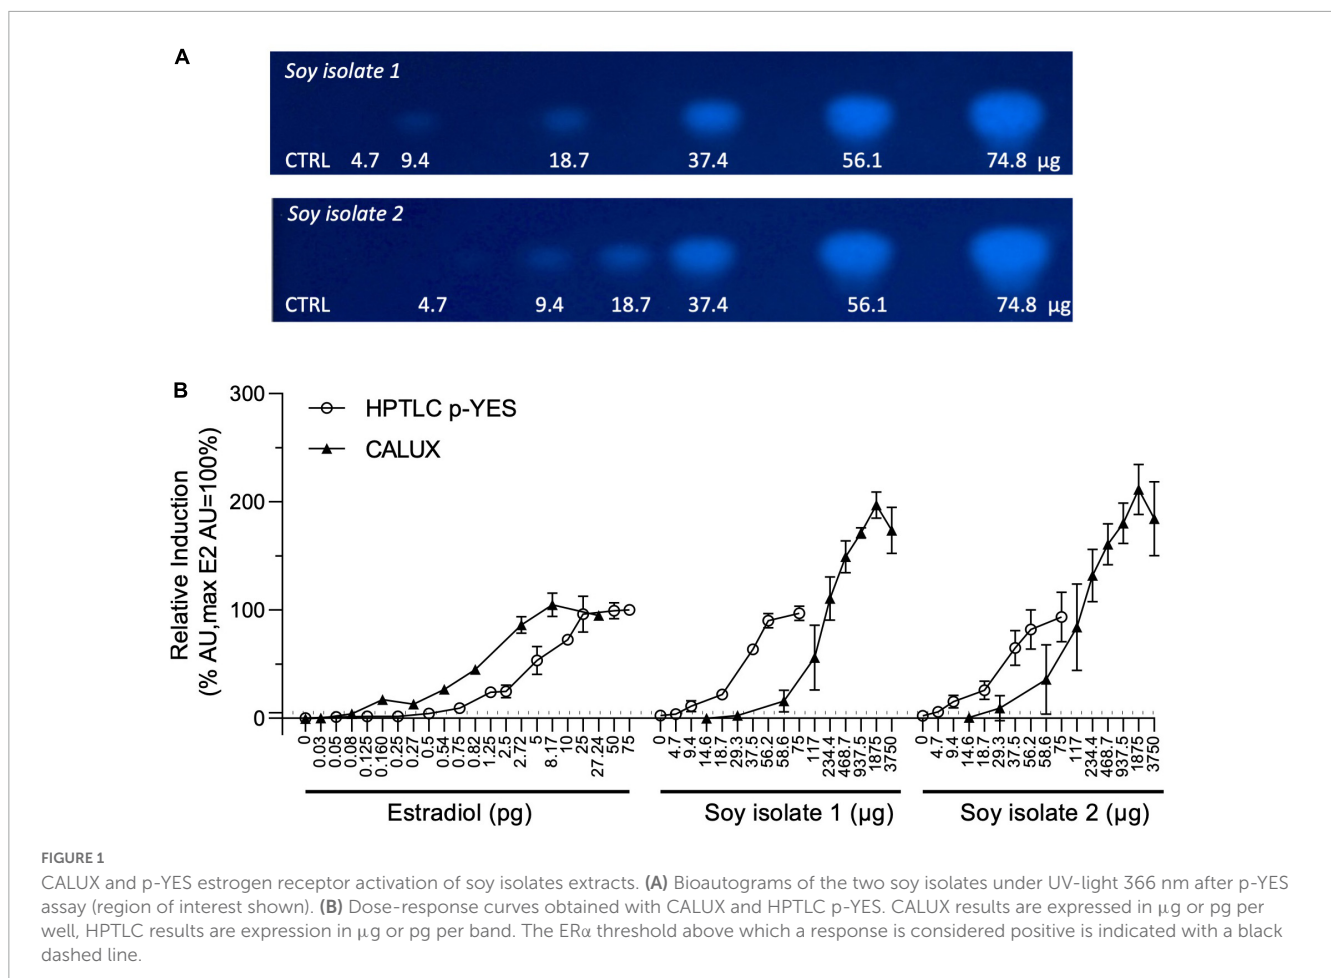 A
Soy isolate 1
CTRL 4.7 9.4 18.7 37.4 56.1 74.8 µg
Soy isolate 2
CTRL 4.7 9.4 18.7 37.4 56.1 74.8 µg
B
Relative Induction
(% AU,max E2 AU=100%)
300
200
100
0
HPTLC p-YES
CALUX
0 0.03 0.05 0.08 0.125 0.160 0.25 0.27 0.5 0.54 0.75 0.82 1.25 2.5 2.72 5 8.17 10 25 27.24 50 75
0 4.7 9.4 14.6 18.7 29.3 37.5 56.2 58.6 75 117 234.4 468.7 937.5 1875 3750
0 4.7 9.4 14.6 18.7 29.3 37.5 56.2 58.6 75 117 234.4 468.7 937.5 1875 3750
Estradiol (pg) Soy isolate 1 (µg) Soy isolate 2 (µg)
FIGURE 1
CALUX and p-YES estrogen receptor activation of soy isolates extracts. (A) Bioautograms of the two soy isolates under UV-light 366 nm after p-YES
assay (region of interest shown). (B) Dose-response curves obtained with CALUX and HPTLC p-YES. CALUX results are expressed in µg or pg per
well, HPTLC results are expression in µg or pg per band. The ERα threshold above which a response is considered positive is indicated with a black
dashed line.